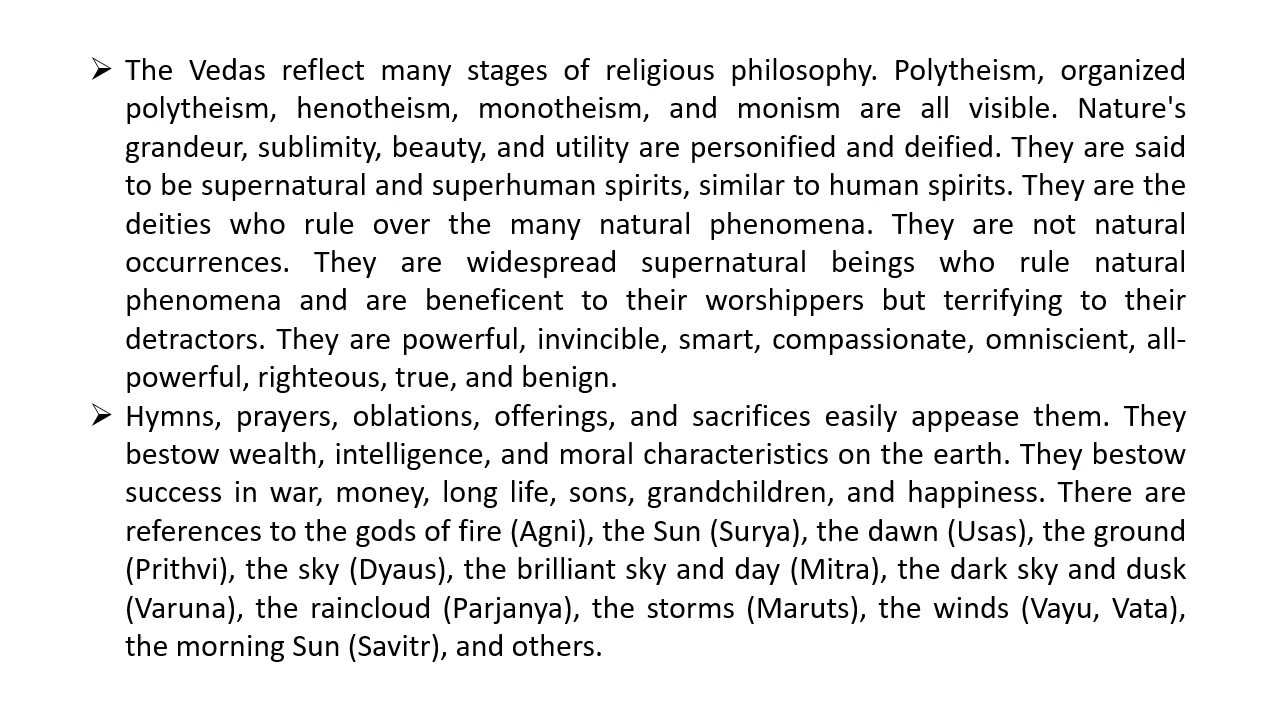 ➢ The Vedas reflect many stages of religious philosophy. Polytheism, organized
polytheism, henotheism, monotheism, and monism are all visible. Nature's
grandeur, sublimity, beauty, and utility are personified and deified. They are said
to be supernatural and superhuman spirits, similar to human spirits. They are the
deities who rule over the many natural phenomena. They are not natural
occurrences. They are widespread supernatural beings who rule natural
phenomena and are beneficent to their worshippers but terrifying to their
detractors. They are powerful, invincible, smart, compassionate, omniscient, all-
powerful, righteous, true, and benign.
➢ Hymns, prayers, oblations, offerings, and sacrifices easily appease them. They
bestow wealth, intelligence, and moral characteristics on the earth. They bestow
success in war, money, long life, sons, grandchildren, and happiness. There are
references to the gods of fire (Agni), the Sun (Surya), the dawn (Usas), the ground
(Prithvi), the sky (Dyaus), the brilliant sky and day (Mitra), the dark sky and dusk
(Varuna), the raincloud (Parjanya), the storms (Maruts), the winds (Vayu, Vata),
the morning Sun (Savitr), and others.